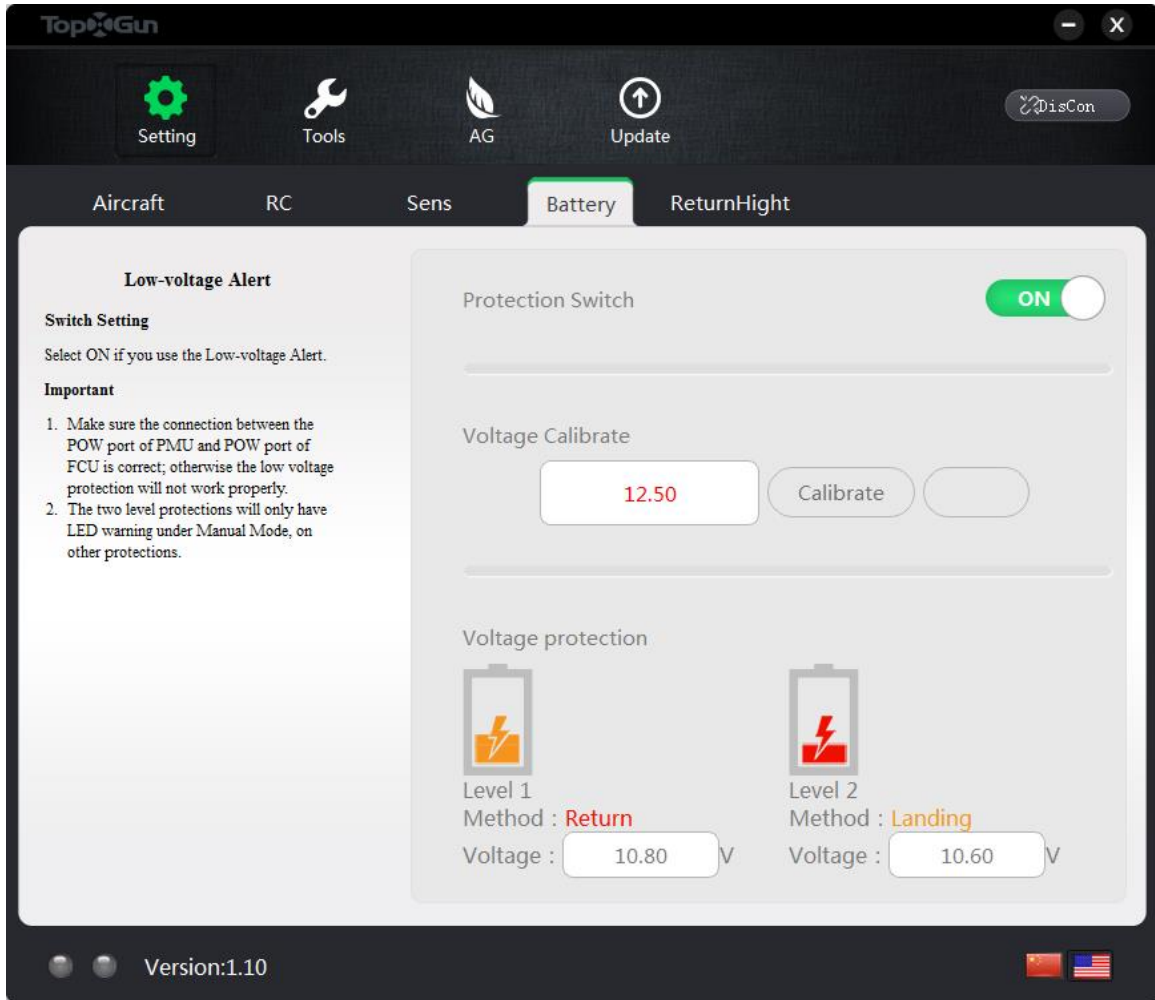 Top Gun
X
Setting
Tools
AG
Update
DisCon
Aircraft
RC
Sens
Battery
ReturnHight
Low-voltage Alert
Switch Setting
Select ON if you use the Low-voltage Alert.
Important
1. Make sure the connection between the
POW port of PMU and POW port of
FCU is correct; otherwise the low voltage
protection will not work properly.
2. The two level protections will only have
LED warning under Manual Mode, on
other protections.
Protection Switch
ON
Voltage Calibrate
12.50
Calibrate
Voltage protection
Level 1
Method : Return
Voltage : 10.80 V
Level 2
Method : Landing
Voltage : 10.60 V
Version:1.10